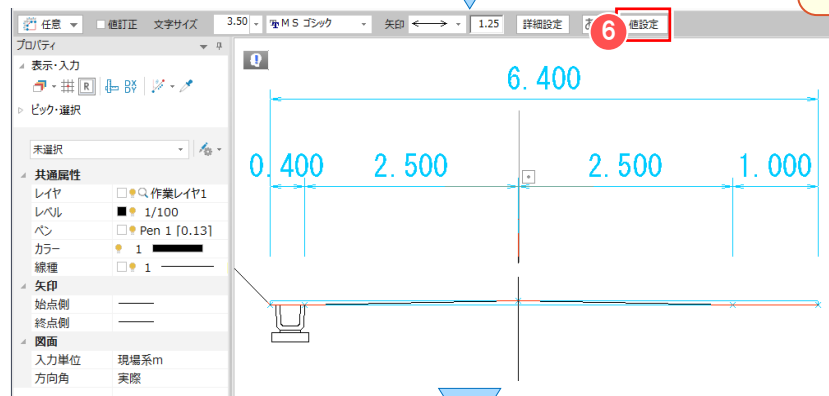 任意 値訂正 文字サイズ 3.50 MS ゴシック 矢印 1.25 詳細設定 6 値設定
プロパティ
表示・入力
R DX DY
ピック・選択
未選択
共通属性
レイヤ 作業レイヤ1
レベル 1/100
ペン Pen 1 [0.13]
カラー 1
線種 1
矢印
始点側
終点側
図面
入力単位 現場系m
方向角 実際
6.400
0.400 2.500 2.500 1.000